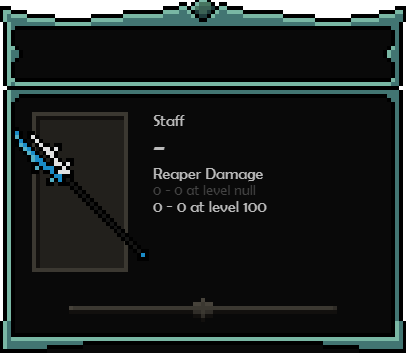 Staff
–
Reaper Damage
0 - 0 at level null
0 - 0 at level 100